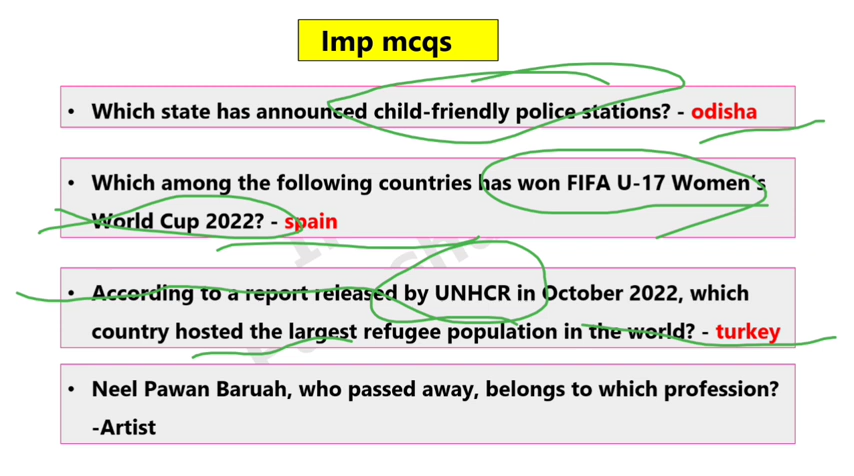 Imp mcqs
• Which state has announced child-friendly police stations? - odisha
• Which among the following countries has won FIFA U-17 Women's
World Cup 2022? - spain
• According to a report released by UNHCR in October 2022, which
country hosted the largest refugee population in the world? - turkey
• Neel Pawan Baruah, who passed away, belongs to which profession?
-Artist